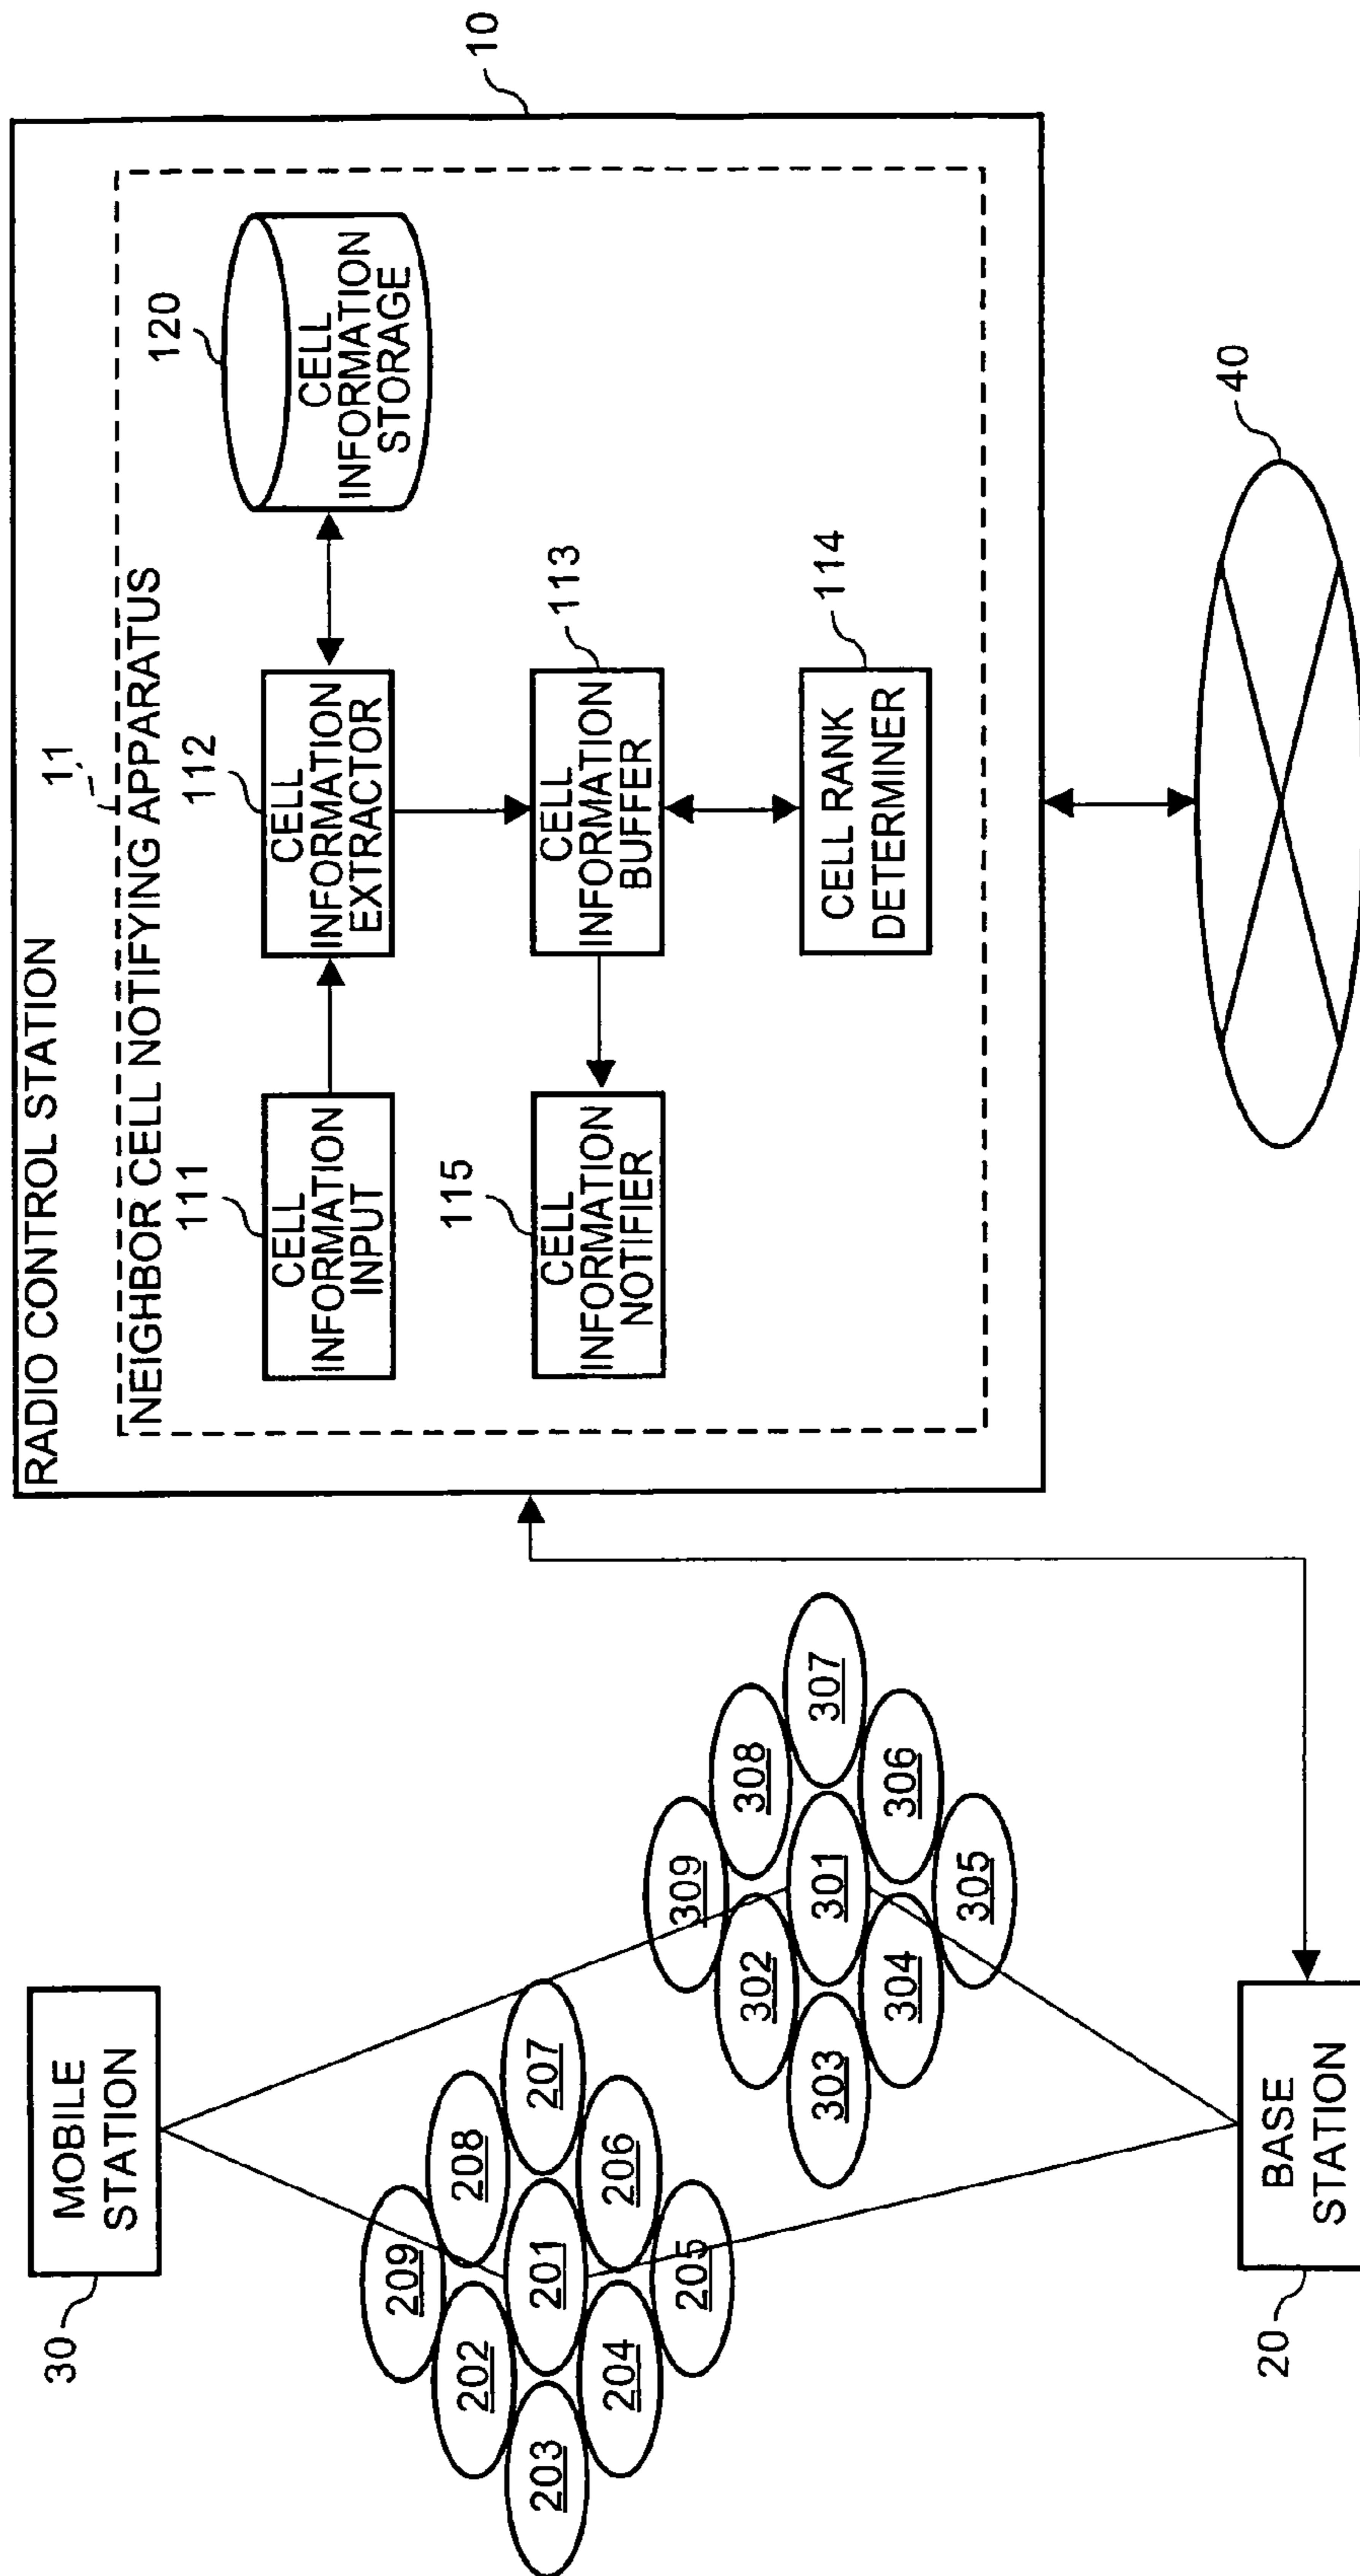 RADIO CONTROL STATION
10
11
NEIGHBOR CELL NOTIFYING APPARATUS
111
CELL
INFORMATION
INPUT
112
CELL
INFORMATION
EXTRACTOR
120
CELL
INFORMATION
STORAGE
115
CELL
INFORMATION
NOTIFIER
113
CELL
INFORMATION
BUFFER
114
CELL RANK
DETERMINER
40
30
MOBILE
STATION
209
208
202
207
201
203
206
204
205
309
308
302
307
301
303
306
304
305
20
BASE
STATION